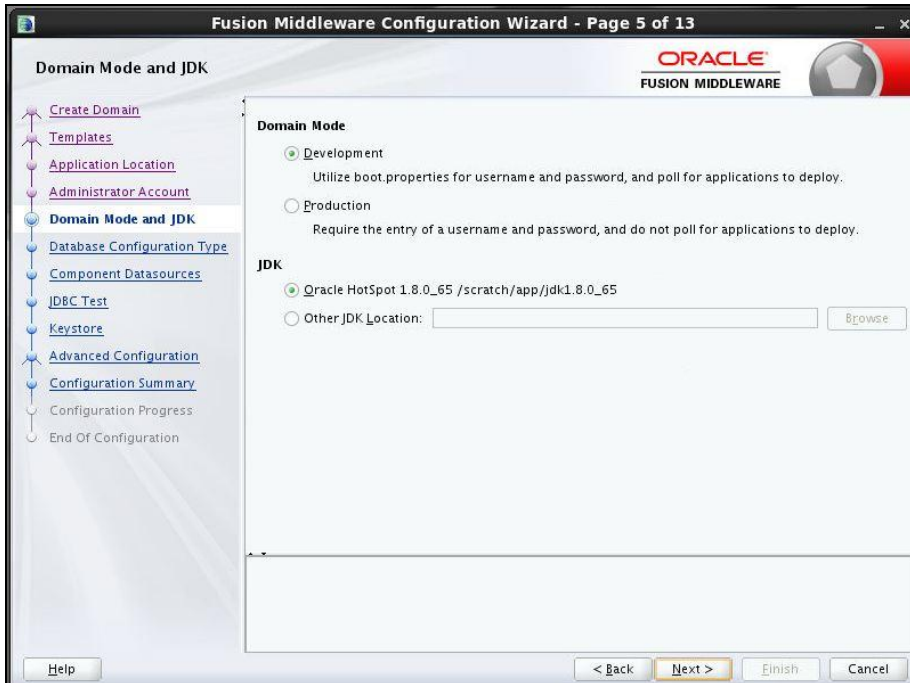 Fusion Middleware Configuration Wizard - Page 5 of 13
Domain Mode and JDK
ORACLE
FUSION MIDDLEWARE
Create Domain
Templates
Application Location
Administrator Account
Domain Mode and JDK
Database Configuration Type
Component Datasources
JDBC Test
Keystore
Advanced Configuration
Configuration Summary
Configuration Progress
End Of Configuration
Domain Mode
Development
Utilize boot.properties for username and password, and poll for applications to deploy.
Production
Require the entry of a username and password, and do not poll for applications to deploy.
JDK
Oracle HotSpot 1.8.0_65 /scratch/app/jdk1.8.0_65
Other JDK Location:
Browse
Help
< Back
Next >
Finish
Cancel